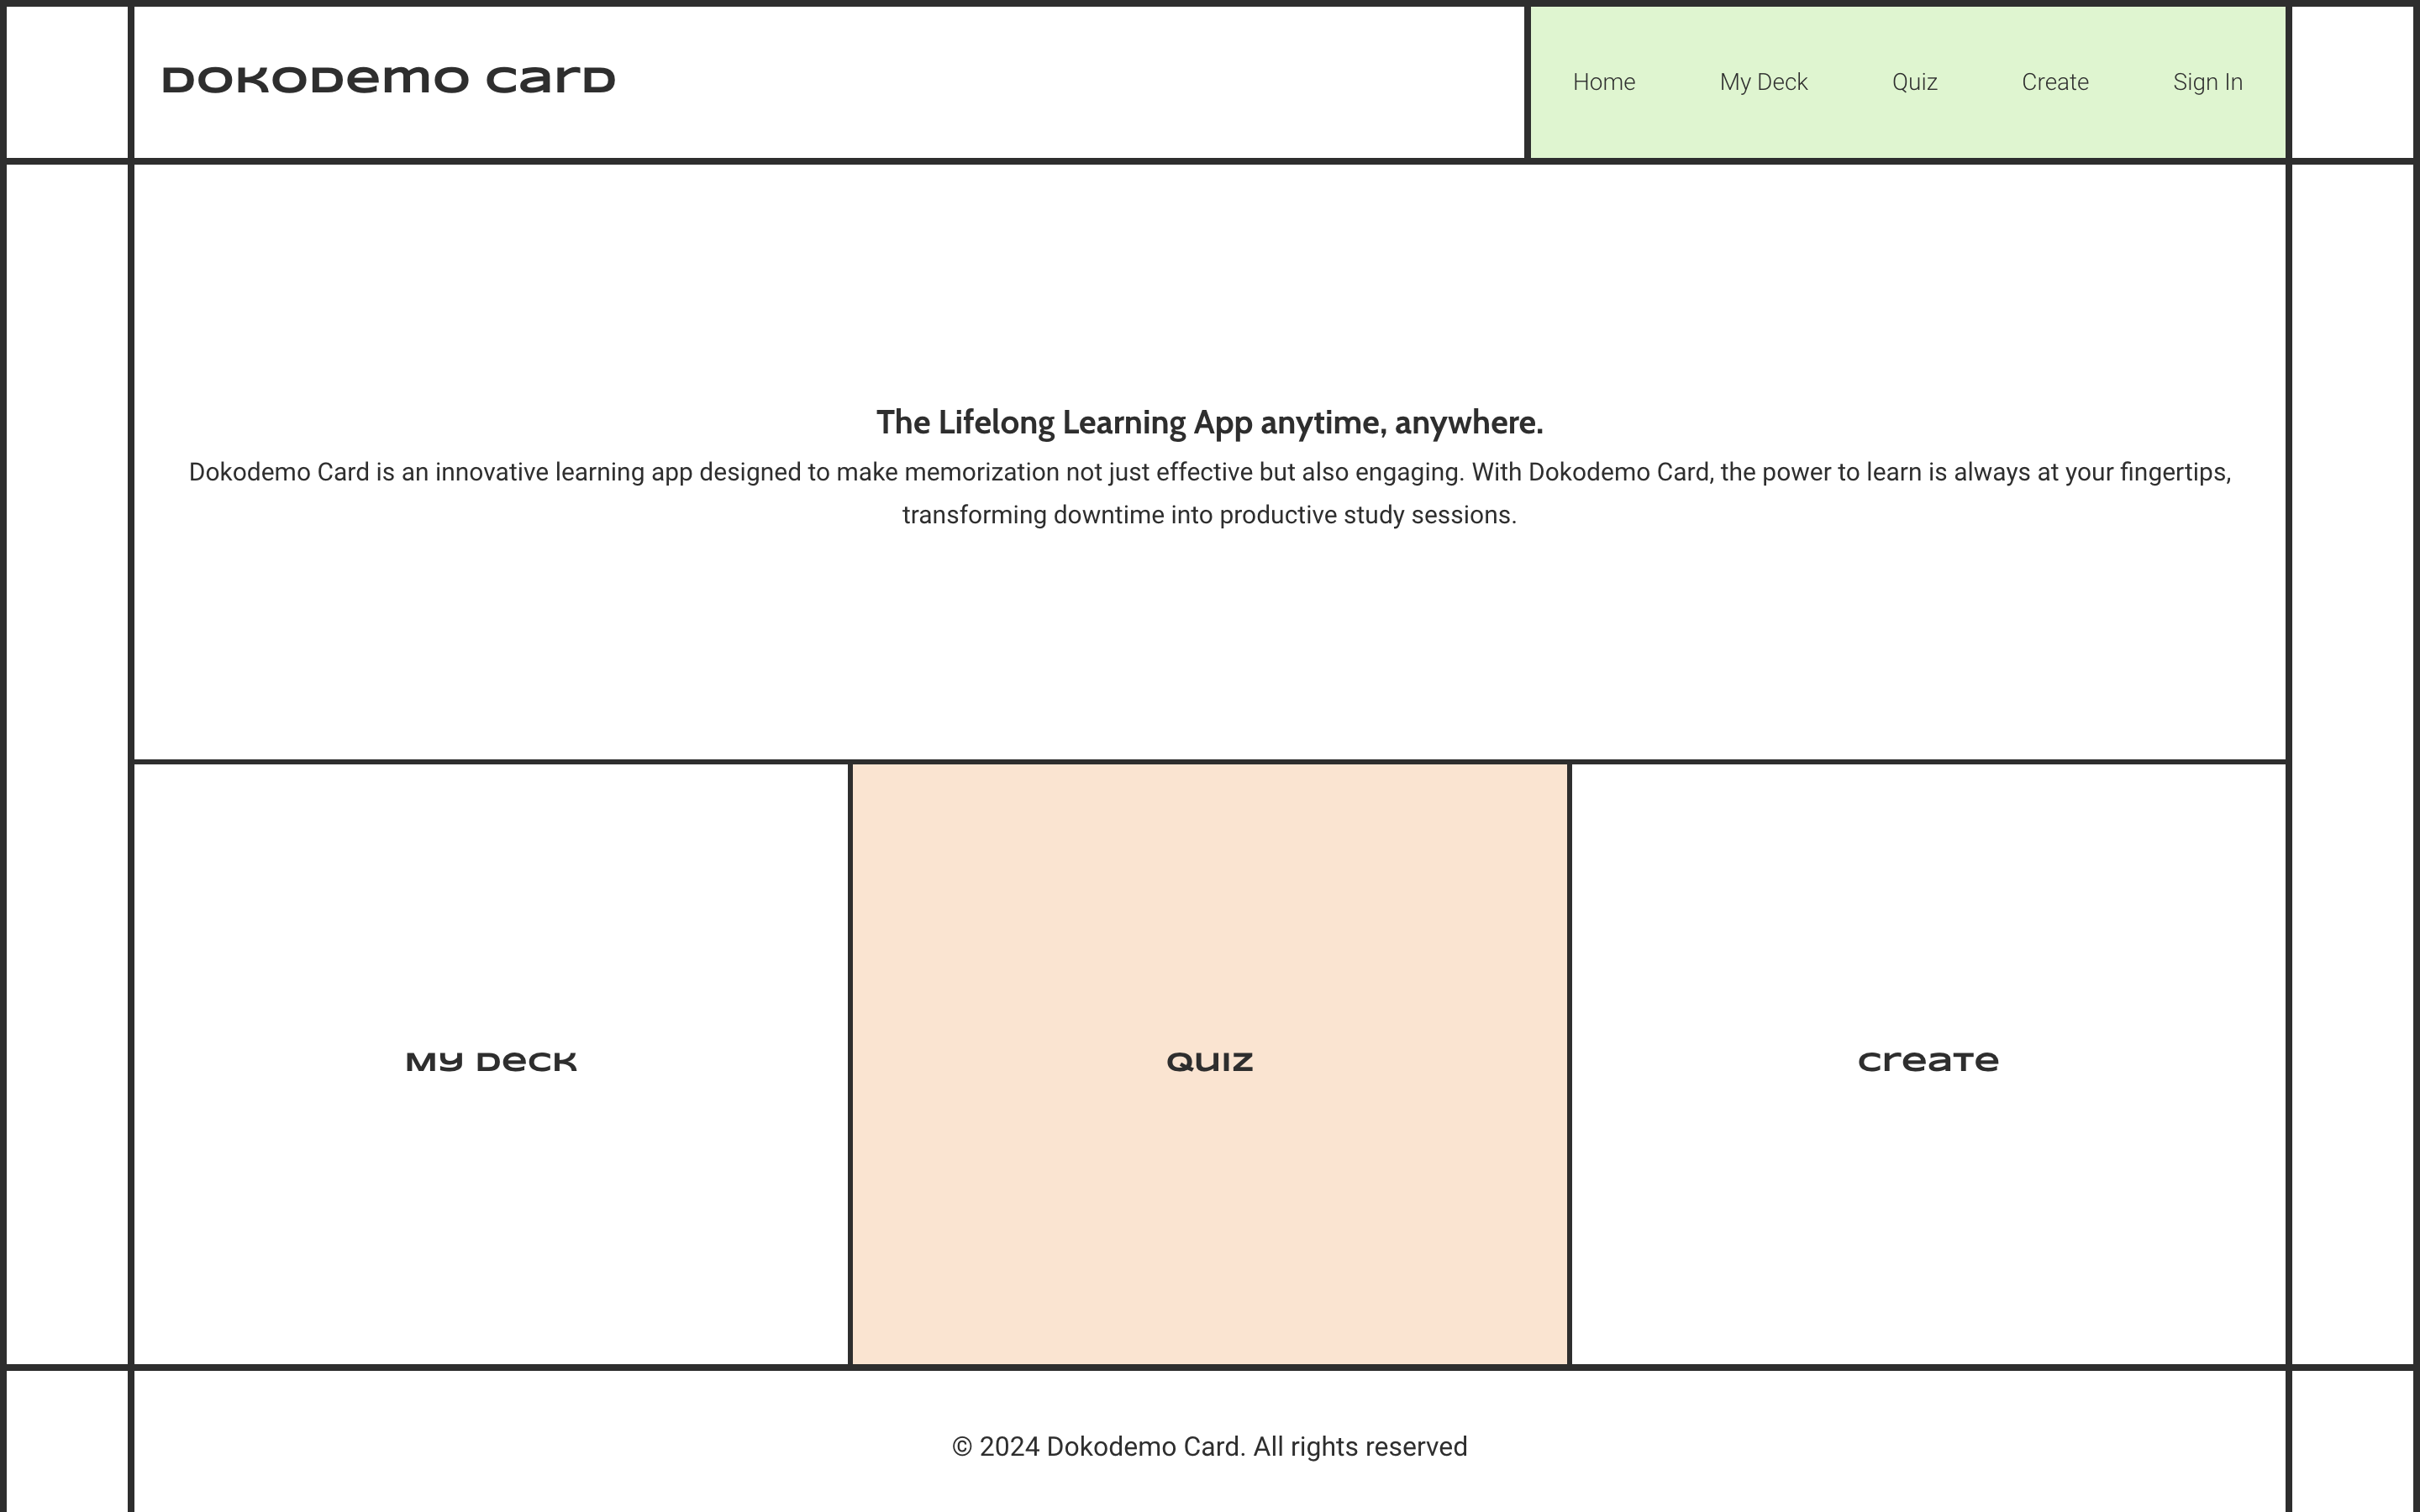 Dokodemo Card
Home My Deck Quiz Create Sign In
The Lifelong Learning App anytime, anywhere.
Dokodemo Card is an innovative learning app designed to make memorization not just effective but also engaging. With Dokodemo Card, the power to learn is always at your fingertips,
transforming downtime into productive study sessions.
My Deck
Quiz
Create
© 2024 Dokodemo Card. All rights reserved